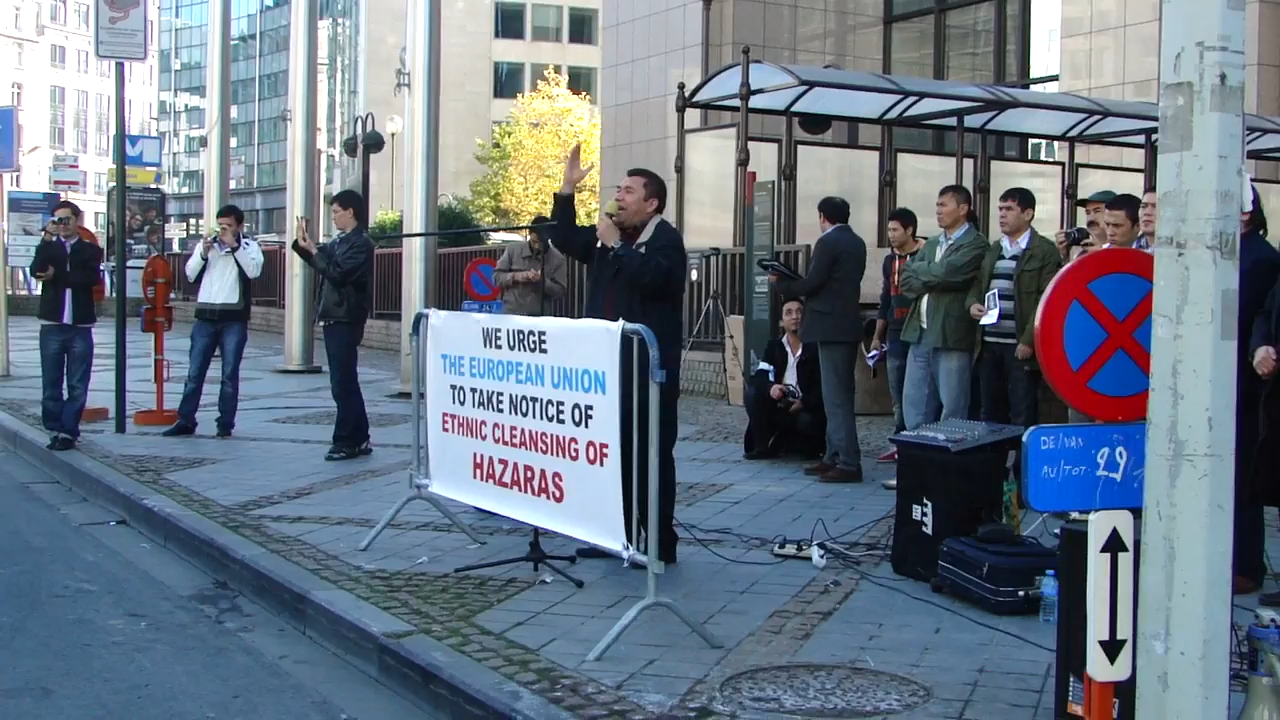 WE URGE
THE EUROPEAN UNION
TO TAKE NOTICE OF
ETHNIC CLEANSING OF
HAZARAS
DE/VAN
AU/TOT: 29